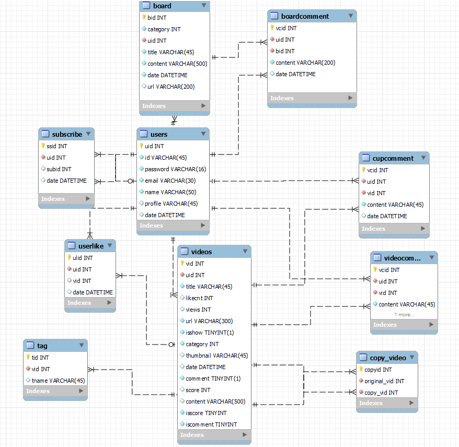 board
bid INT
category INT
uid INT
title VARCHAR(45)
content VARCHAR(500)
date DATETIME
url VARCHAR(200)
Indexes
boardcomment
vcid INT
uid INT
bid INT
content VARCHAR(200)
date DATETIME
Indexes
subscribe
ssid INT
uid INT
subid INT
date DATETIME
Indexes
users
uid INT
id VARCHAR(45)
password VARCHAR(16)
email VARCHAR(30)
name VARCHAR(50)
profile VARCHAR(45)
date DATETIME
Indexes
cupcomment
vcid INT
uid INT
vid INT
content VARCHAR(45)
date DATETIME
Indexes
userlike
ulid INT
uid INT
vid INT
date DATETIME
Indexes
videos
vid INT
uid INT
title VARCHAR(45)
likecnt INT
views INT
url VARCHAR(300)
isshow TINYINT(1)
category INT
thumbnail VARCHAR(45)
date DATETIME
comment TINYINT(1)
score INT
content VARCHAR(500)
isscore TINYINT
iscomment TINYINT
Indexes
videocom...
vcid INT
uid INT
vid INT
content VARCHAR(45)
1 more...
Indexes
tag
tid INT
vid INT
tname VARCHAR(45)
Indexes
copy_video
copyid INT
original_vid INT
copy_vid INT
Indexes